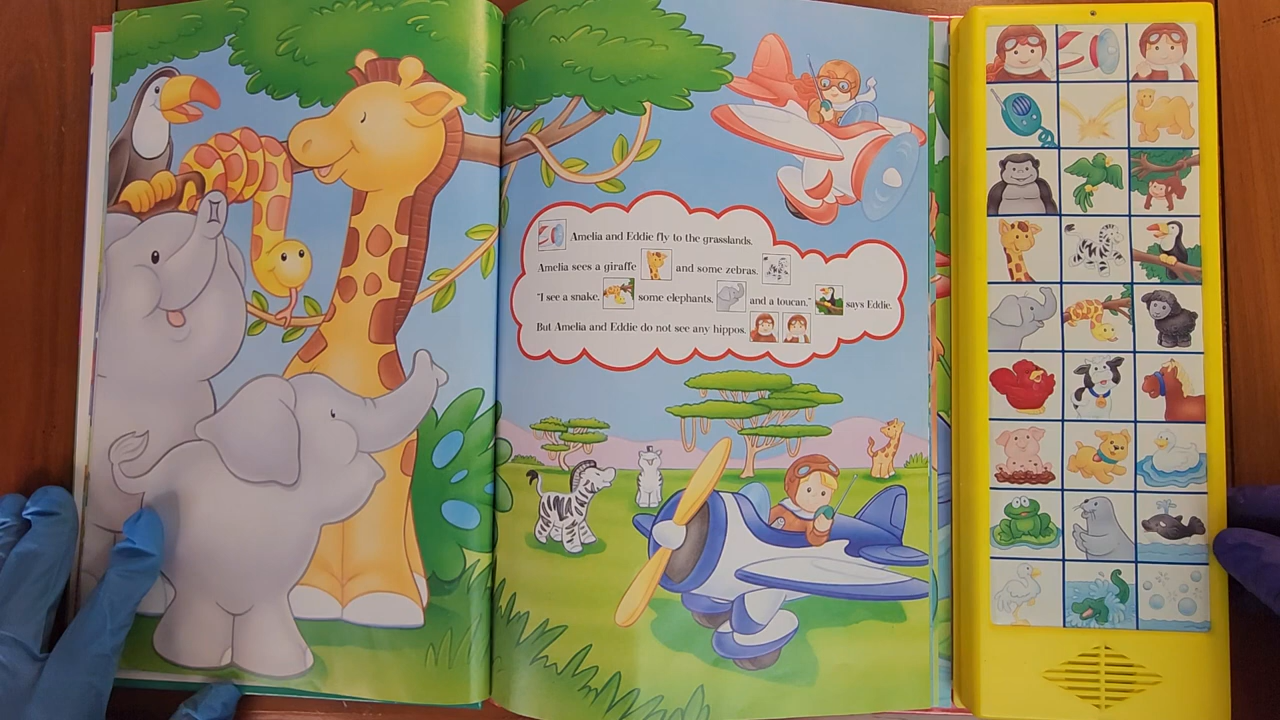 Amelia and Eddie fly to the grasslands.
Amelia sees a giraffe and some zebras.
"I see a snake, some elephants, and a toucan," says Eddie.
But Amelia and Eddie do not see any hippos.